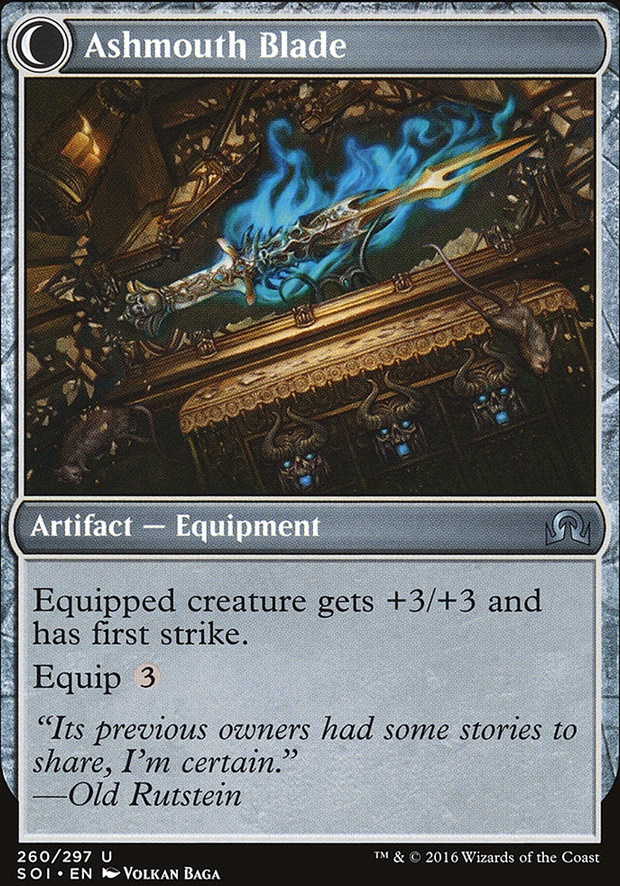 Ashmouth Blade
Artifact — Equipment
Equipped creature gets +3/+3 and
has first strike.
Equip 3
“Its previous owners had some stories to
share, I’m certain.”
—Old Rutstein
260/297 U
SOI • EN Volkan Baga
™ & © 2016 Wizards of the Coast